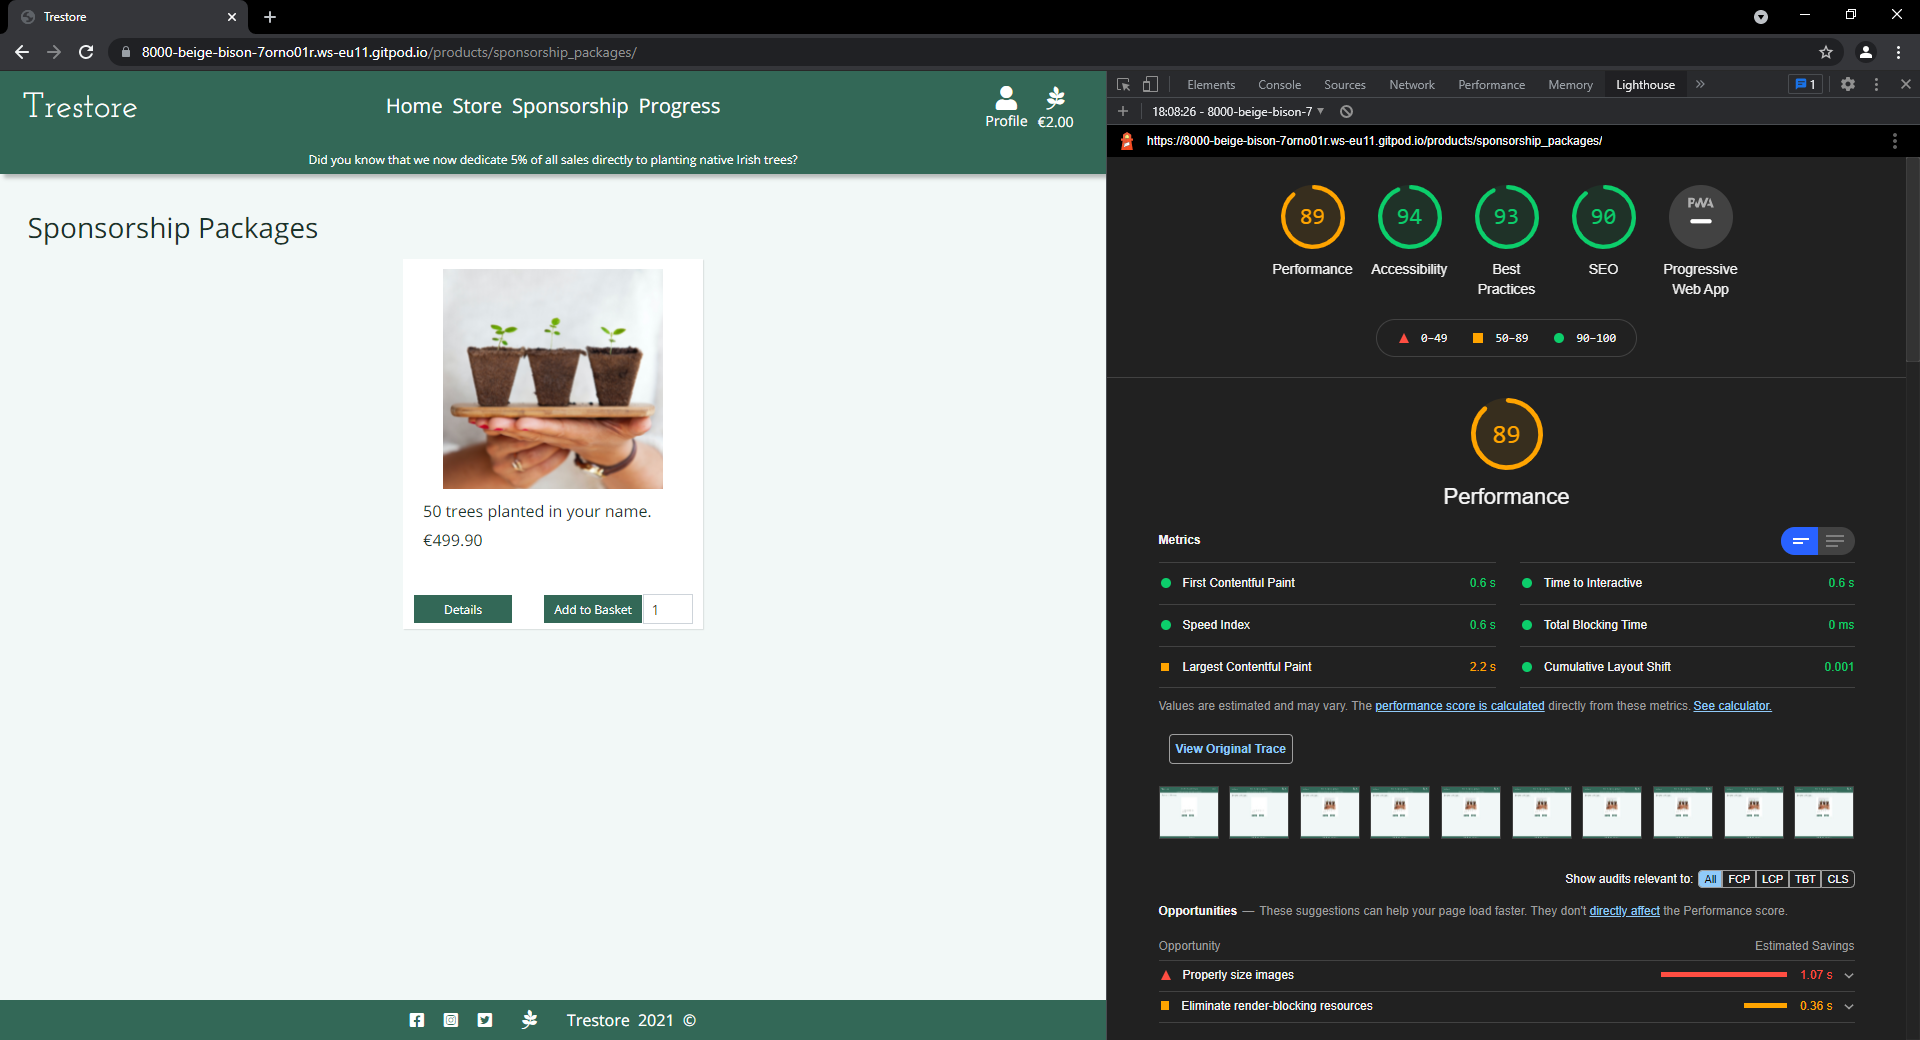 Trestore
8000-beige-bison-7orno01r.ws-eu11.gitpod.io/products/sponsorship_packages/
Trestore
Home Store Sponsorship Progress
Profile €2.00
Did you know that we now dedicate 5% of all sales directly to planting native Irish trees?
Sponsorship Packages
50 trees planted in your name.
€499.90
Details
Add to Basket 1
Trestore 2021 ©
Elements Console Sources Network Performance Memory Lighthouse » 1
18:08:26 - 8000-beige-bison-7
https://8000-beige-bison-7orno01r.ws-eu11.gitpod.io/products/sponsorship_packages/
89 94 93 90 PWA
Performance Accessibility Best Practices SEO Progressive Web App
0–49 50–89 90–100
89
Performance
Metrics
First Contentful Paint 0.6 s
Time to Interactive 0.6 s
Speed Index 0.6 s
Total Blocking Time 0 ms
Largest Contentful Paint 2.2 s
Cumulative Layout Shift 0.001
Values are estimated and may vary. The performance score is calculated directly from these metrics. See calculator.
View Original Trace
Show audits relevant to: All FCP LCP TBT CLS
Opportunities — These suggestions can help your page load faster. They don't directly affect the Performance score.
Opportunity Estimated Savings
Properly size images 1.07 s
Eliminate render-blocking resources 0.36 s